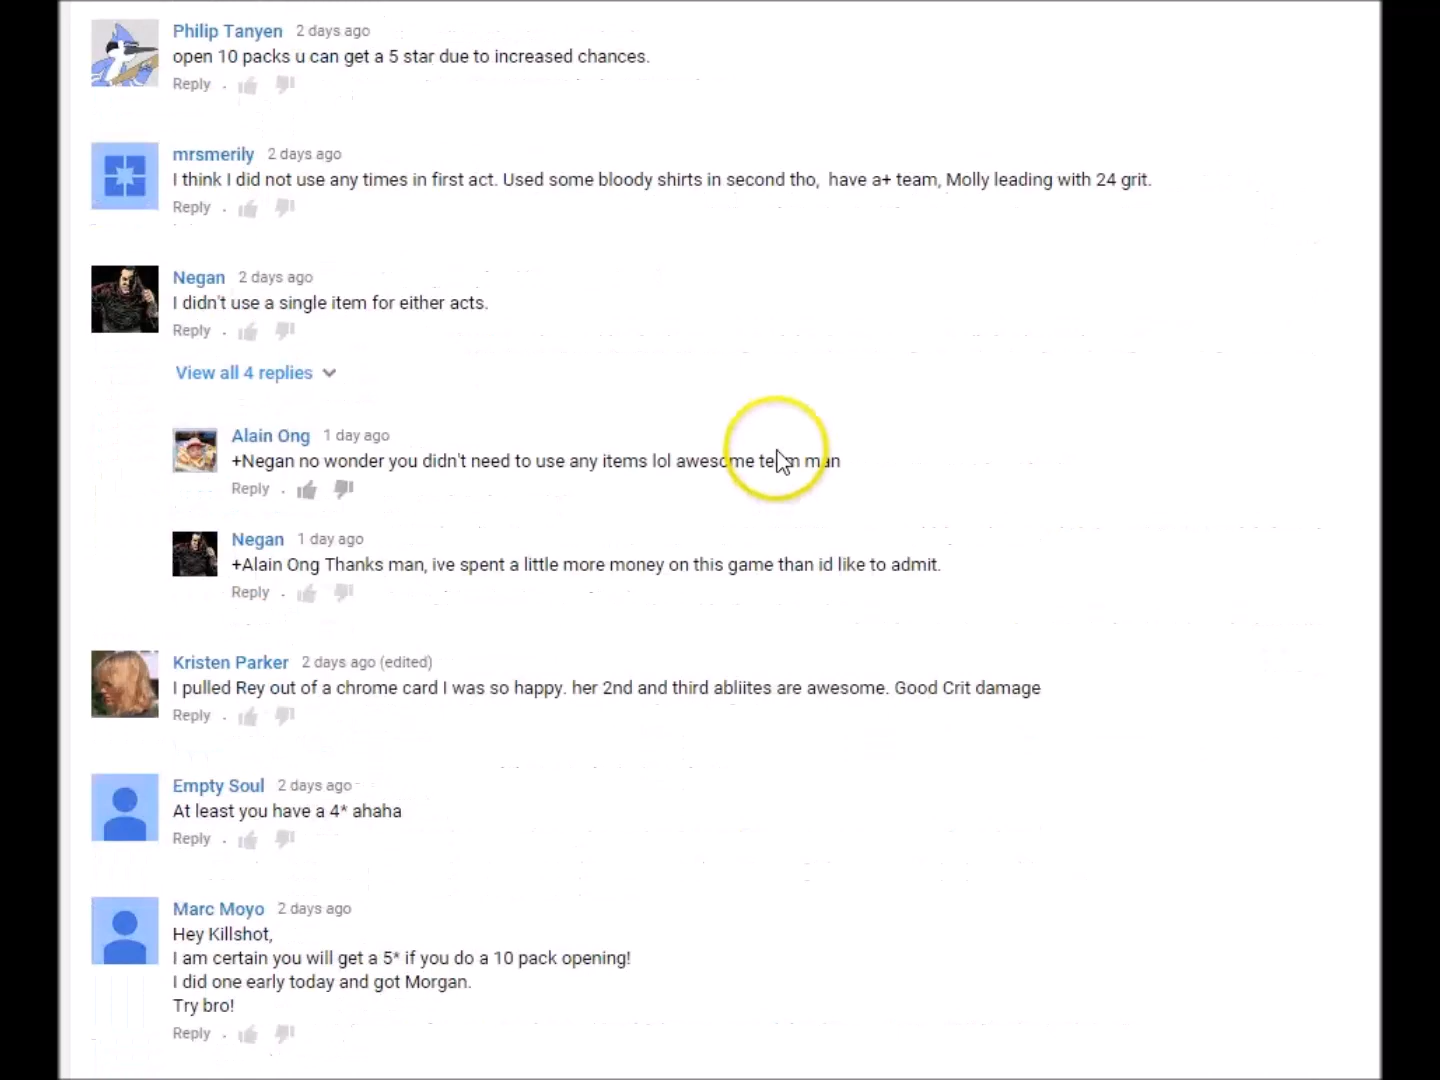 Philip Tanyen 2 days ago
open 10 packs u can get a 5 star due to increased chances.
Reply .
mrsmerily 2 days ago
I think I did not use any times in first act. Used some bloody shirts in second tho, have a+ team, Molly leading with 24 grit.
Reply .
Negan 2 days ago
I didn't use a single item for either acts.
Reply .
View all 4 replies
Alain Ong 1 day ago
+Negan no wonder you didn't need to use any items lol awesome team man
Reply .
Negan 1 day ago
+Alain Ong Thanks man, ive spent a little more money on this game than id like to admit.
Reply .
Kristen Parker 2 days ago (edited)
I pulled Rey out of a chrome card I was so happy. her 2nd and third abliites are awesome. Good Crit damage
Reply .
Empty Soul 2 days ago
At least you have a 4* ahaha
Reply .
Marc Moyo 2 days ago
Hey Killshot,
I am certain you will get a 5* if you do a 10 pack opening!
I did one early today and got Morgan.
Try bro!
Reply .